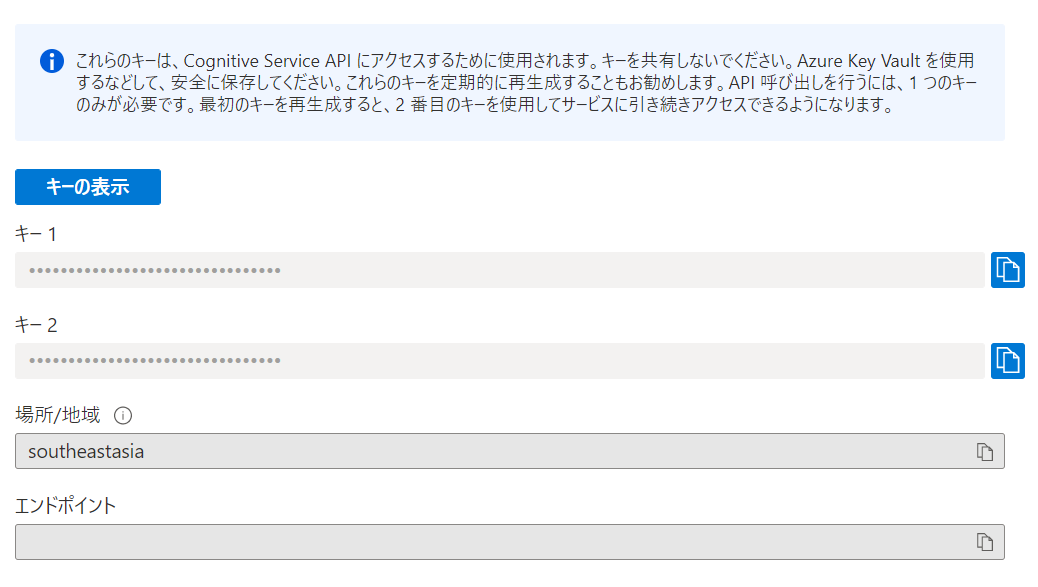 これらのキーは、Cognitive Service API にアクセスするために使用されます。キーを共有しないでください。Azure Key Vault を使用
するなどして、安全に保存してください。これらのキーを定期的に再生成することもお勧めします。API 呼び出しを行うには、1 つのキー
のみが必要です。最初のキーを再生成すると、2 番目のキーを使用してサービスに引き続きアクセスできるようになります。
キーの表示
キー 1
••••••••••••••••••••••••••••••••
キー 2
••••••••••••••••••••••••••••••••
場所/地域
southeastasia
エンドポイント